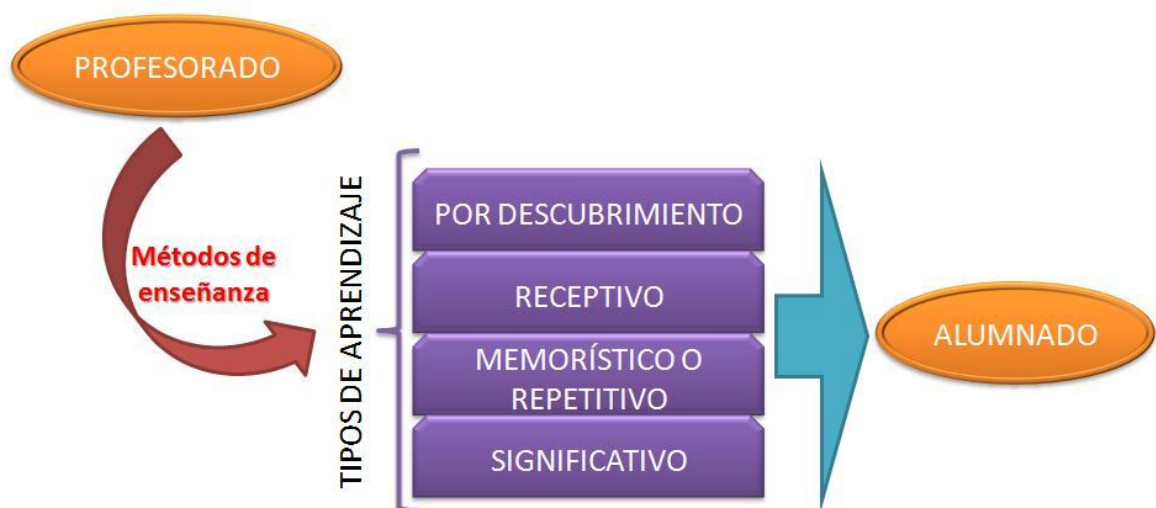 PROFESORADO
Métodos de
enseñanza
TIPOS DE APRENDIZAJE
POR DESCUBRIMIENTO
RECEPTIVO
MEMORÍSTICO O
REPETITIVO
SIGNIFICATIVO
ALUMNADO